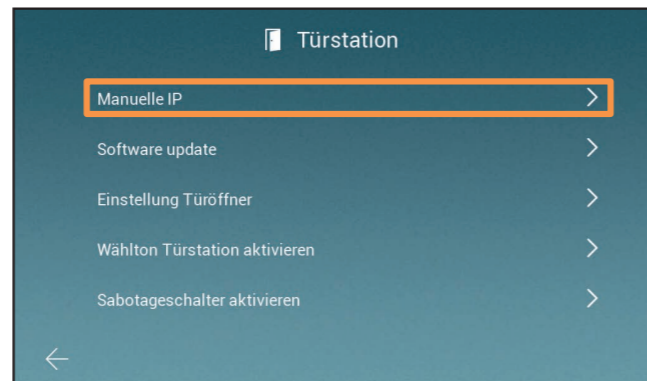 Türstation
Manuelle IP
Software update
Einstellung Türöffner
Wählton Türstation aktivieren
Sabotageschalter aktivieren